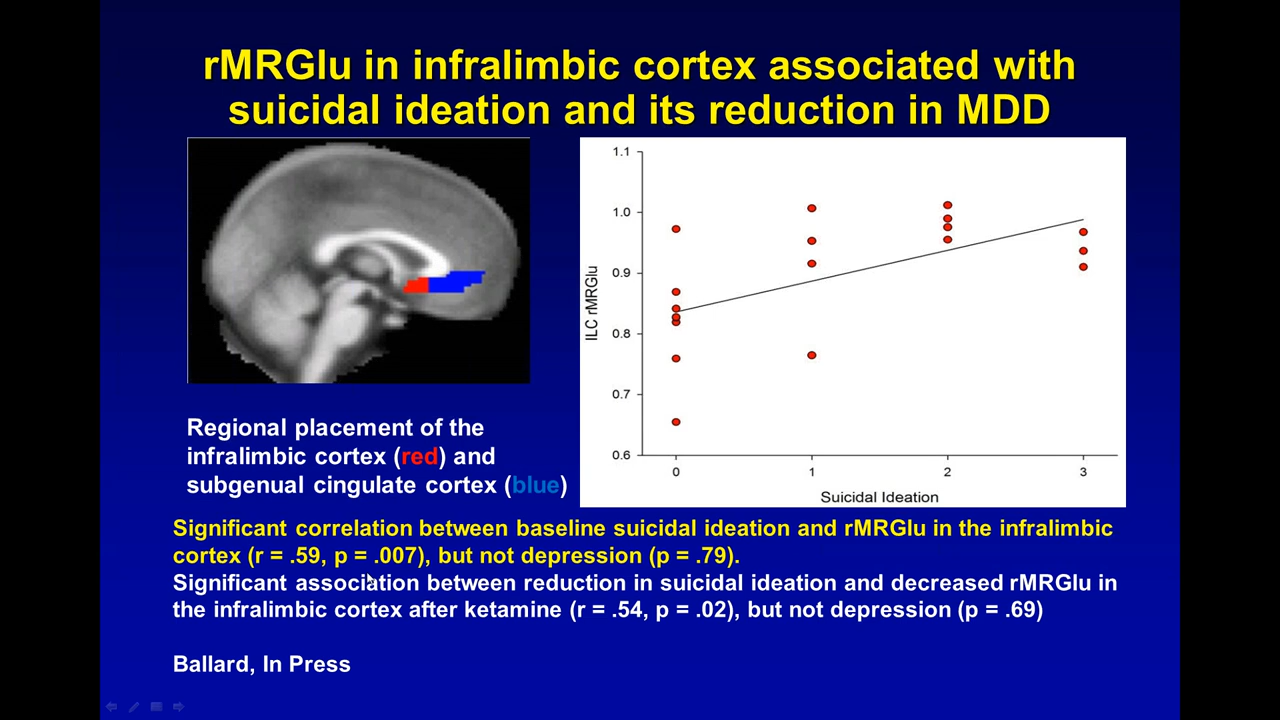 rMRGlu in infralimbic cortex associated with
suicidal ideation and its reduction in MDD
1.1
1.0
0.9
0.8
0.7
0.6
ILC rMRGlu
0
1
2
3
Suicidal Ideation
Regional placement of the
infralimbic cortex (red) and
subgenual cingulate cortex (blue)
Significant correlation between baseline suicidal ideation and rMRGlu in the infralimbic
cortex (r = .59, p = .007), but not depression (p = .79).
Significant association between reduction in suicidal ideation and decreased rMRGlu in
the infralimbic cortex after ketamine (r = .54, p = .02), but not depression (p = .69)
Ballard, In Press